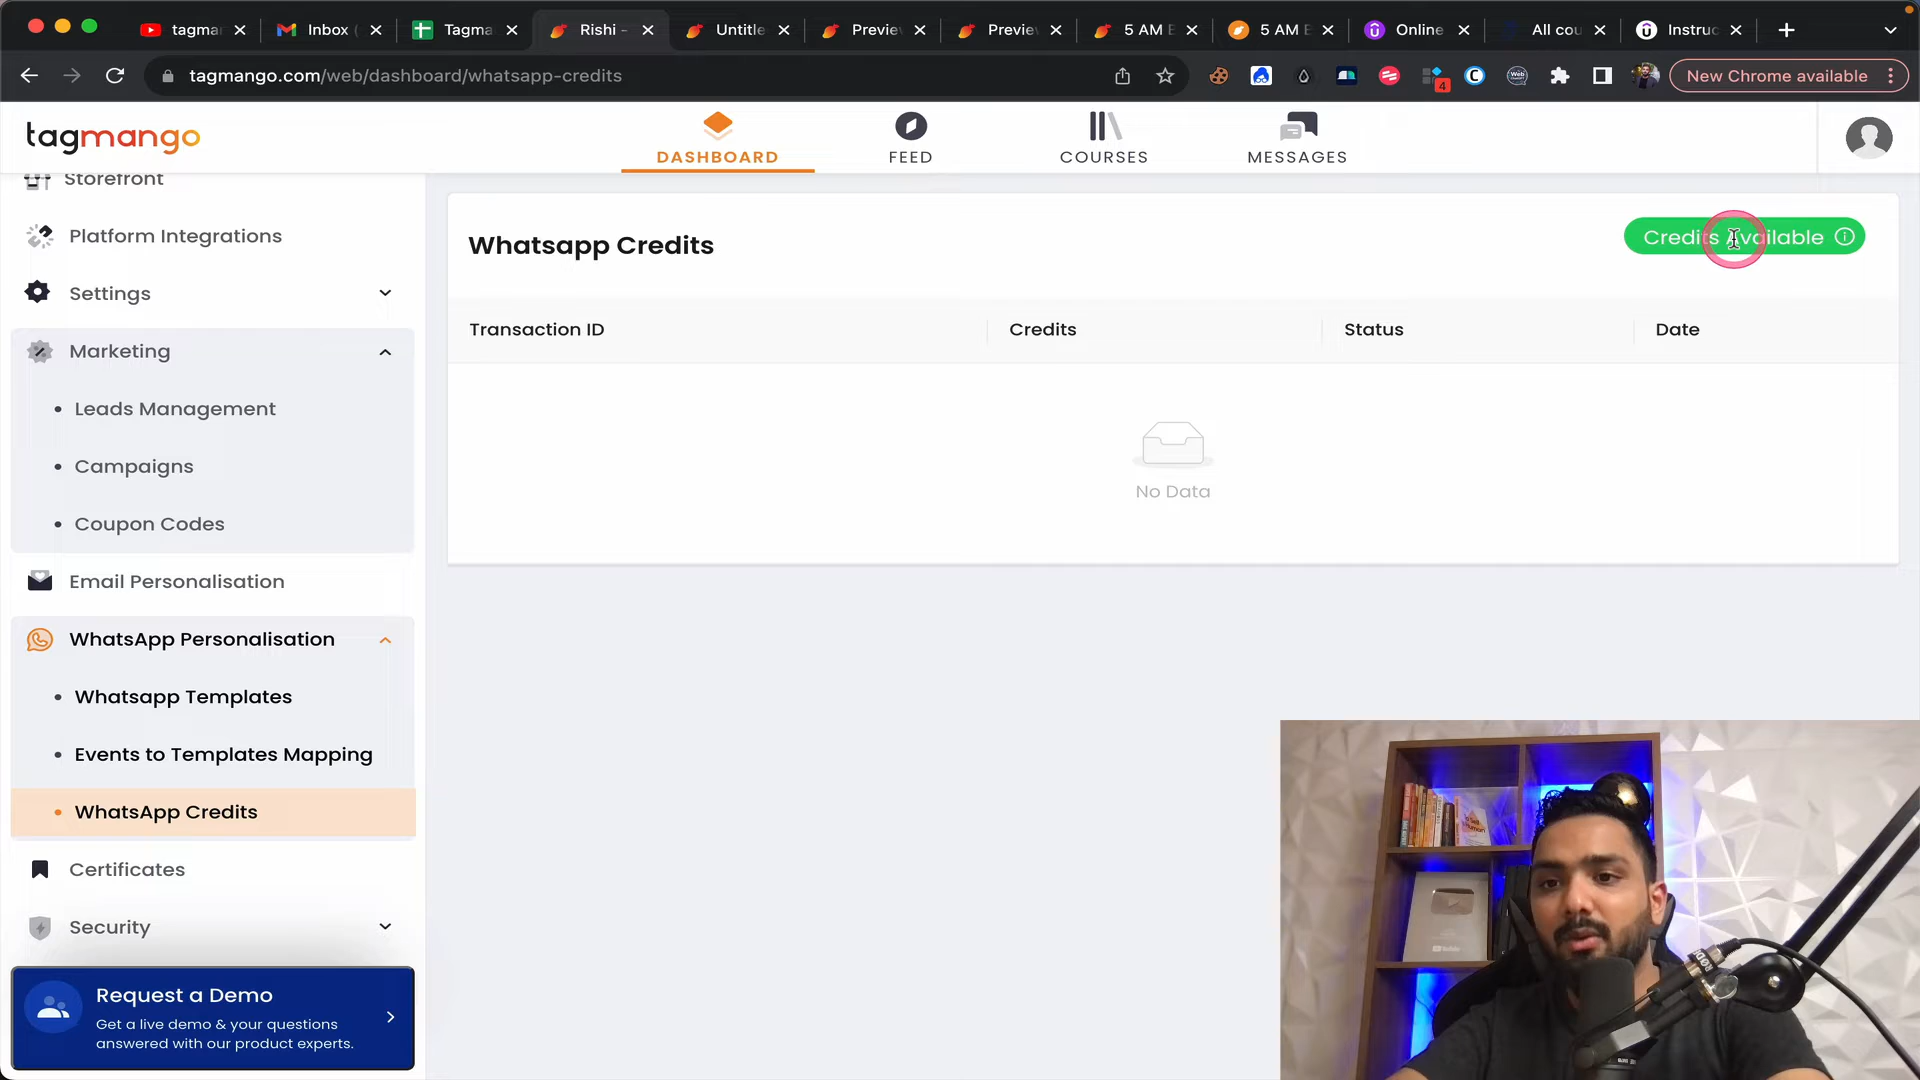 tagma
Inbox (
Tagma
Rishi -
Untitle
Preview
Preview
5 AM E
5 AM E
Online
All cou
Instruc
tagmango.com/web/dashboard/whatsapp-credits
4
New Chrome available
tagmango
DASHBOARD
FEED
COURSES
MESSAGES
Storefront
Platform Integrations
Settings
Marketing
Leads Management
Campaigns
Coupon Codes
Email Personalisation
WhatsApp Personalisation
Whatsapp Templates
Events to Templates Mapping
WhatsApp Credits
Certificates
Security
Request a Demo
Get a live demo & your questions
answered with our product experts.
Whatsapp Credits
Credits Available
Transaction ID
Credits
Status
Date
No Data